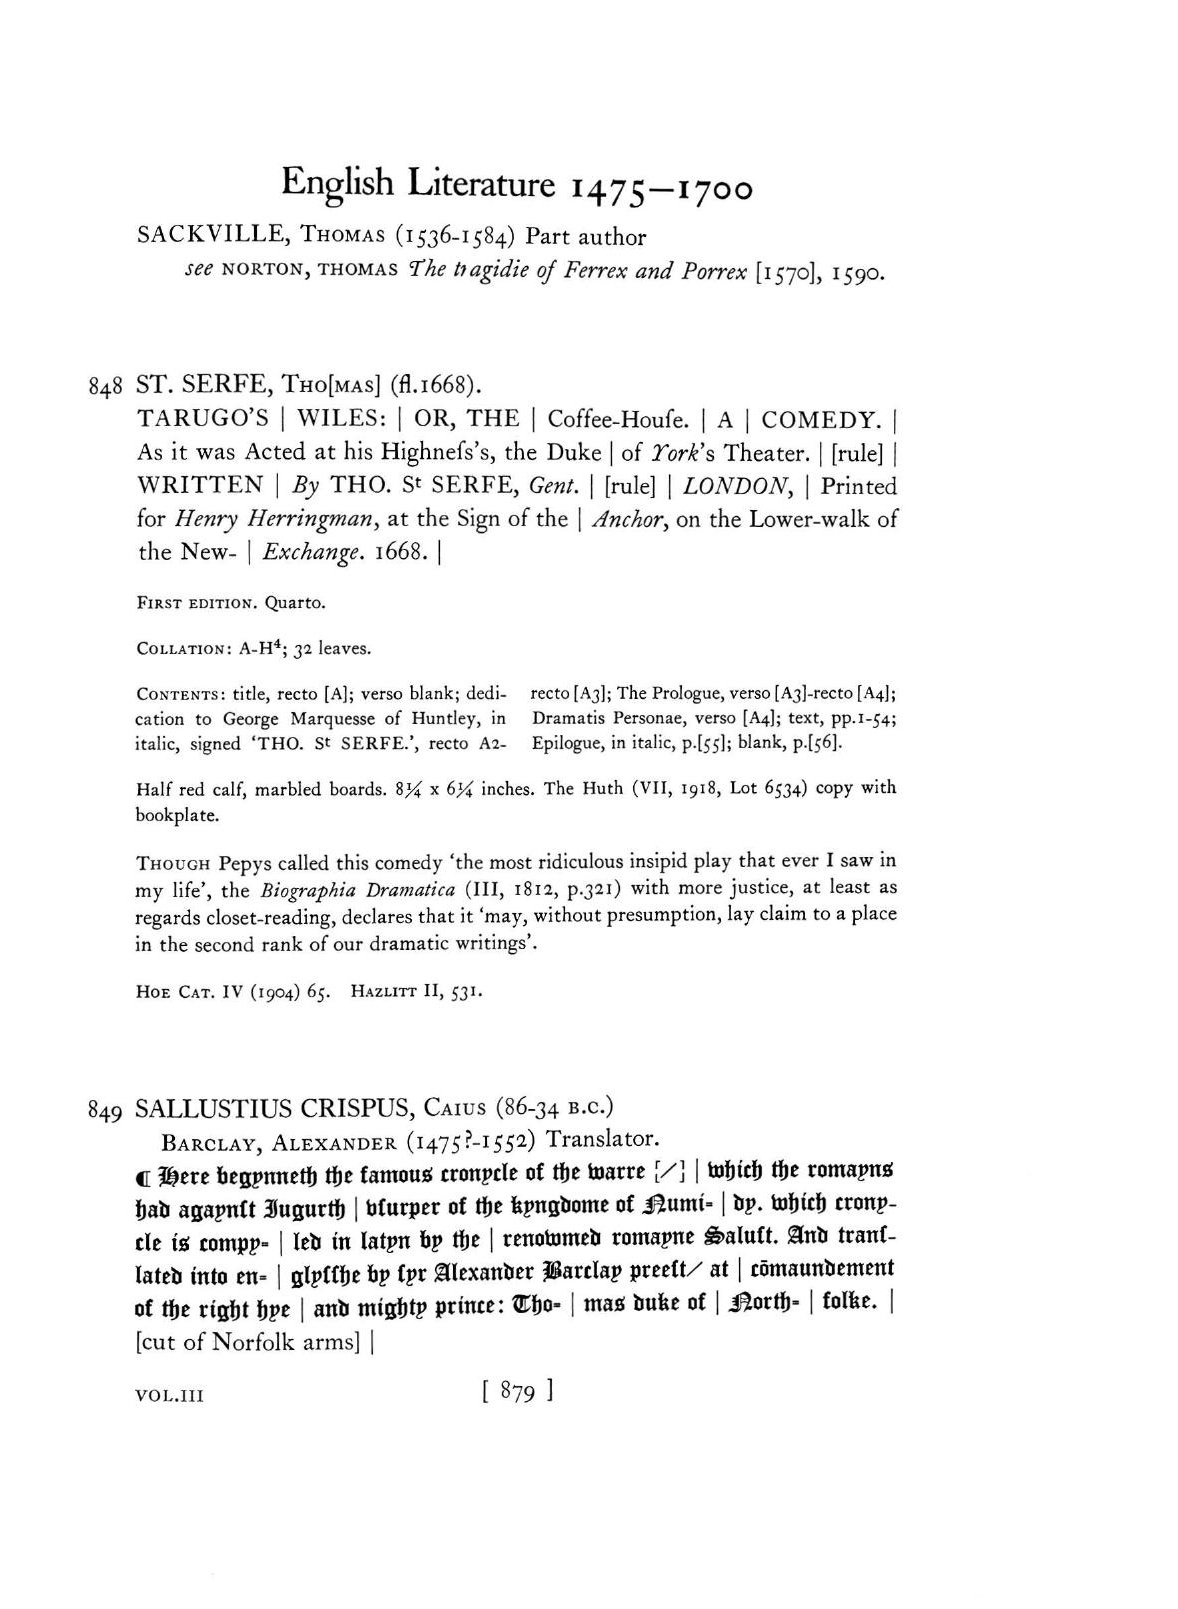 English Literature 1475–1700
SACKVILLE, THOMAS (1536-1584) Part author
see NORTON, THOMAS The tragidie of Ferrex and Porrex [1570], 1590.
848 ST. SERFE, THO[MAS] (fl.1668).
TARUGO'S | WILES: | OR, THE | Coffee-Houſe. | A | COMEDY. |
As it was Acted at his Highneſs's, the Duke | of York's Theater. | [rule] |
WRITTEN | By THO. Sᵗ SERFE, Gent. | [rule] | LONDON, | Printed
for Henry Herringman, at the Sign of the | Anchor, on the Lower-walk of
the New- | Exchange. 1668. |
FIRST EDITION. Quarto.
COLLATION: A-H⁴; 32 leaves.
CONTENTS: title, recto [A]; verso blank; dedi-
cation to George Marquesse of Huntley, in
italic, signed 'THO. Sᵗ SERFE.', recto A2-
recto [A3]; The Prologue, verso [A3]-recto [A4];
Dramatis Personae, verso [A4]; text, pp.1-54;
Epilogue, in italic, p.[55]; blank, p.[56].
Half red calf, marbled boards. 8¼ x 6¼ inches. The Huth (VII, 1918, Lot 6534) copy with
bookplate.
THOUGH Pepys called this comedy 'the most ridiculous insipid play that ever I saw in
my life', the Biographia Dramatica (III, 1812, p.321) with more justice, at least as
regards closet-reading, declares that it 'may, without presumption, lay claim to a place
in the second rank of our dramatic writings'.
HOE CAT. IV (1904) 65. HAZLITT II, 531.
849 SALLUSTIUS CRISPUS, CAIUS (86-34 B.C.)
BARCLAY, ALEXANDER (1475?-1552) Translator.
¶ Here begynneth the famous cronycle of the warre [/] | which the romayns
had agaynſt Jugurth | vſurper of the kyngdome of Numi= | dy. which crony-
cle is compy= | led in latyn by the | renowmed romayne Saluſt. And tranſ-
lated into en= | glyſſhe by ſyr Alexander Barclay preeſt/ at | cōmaundement
of the right hye | and mighty prince: Tho= | mas duke of | North= | folke. |
[cut of Norfolk arms] |
VOL.III
[ 879 ]